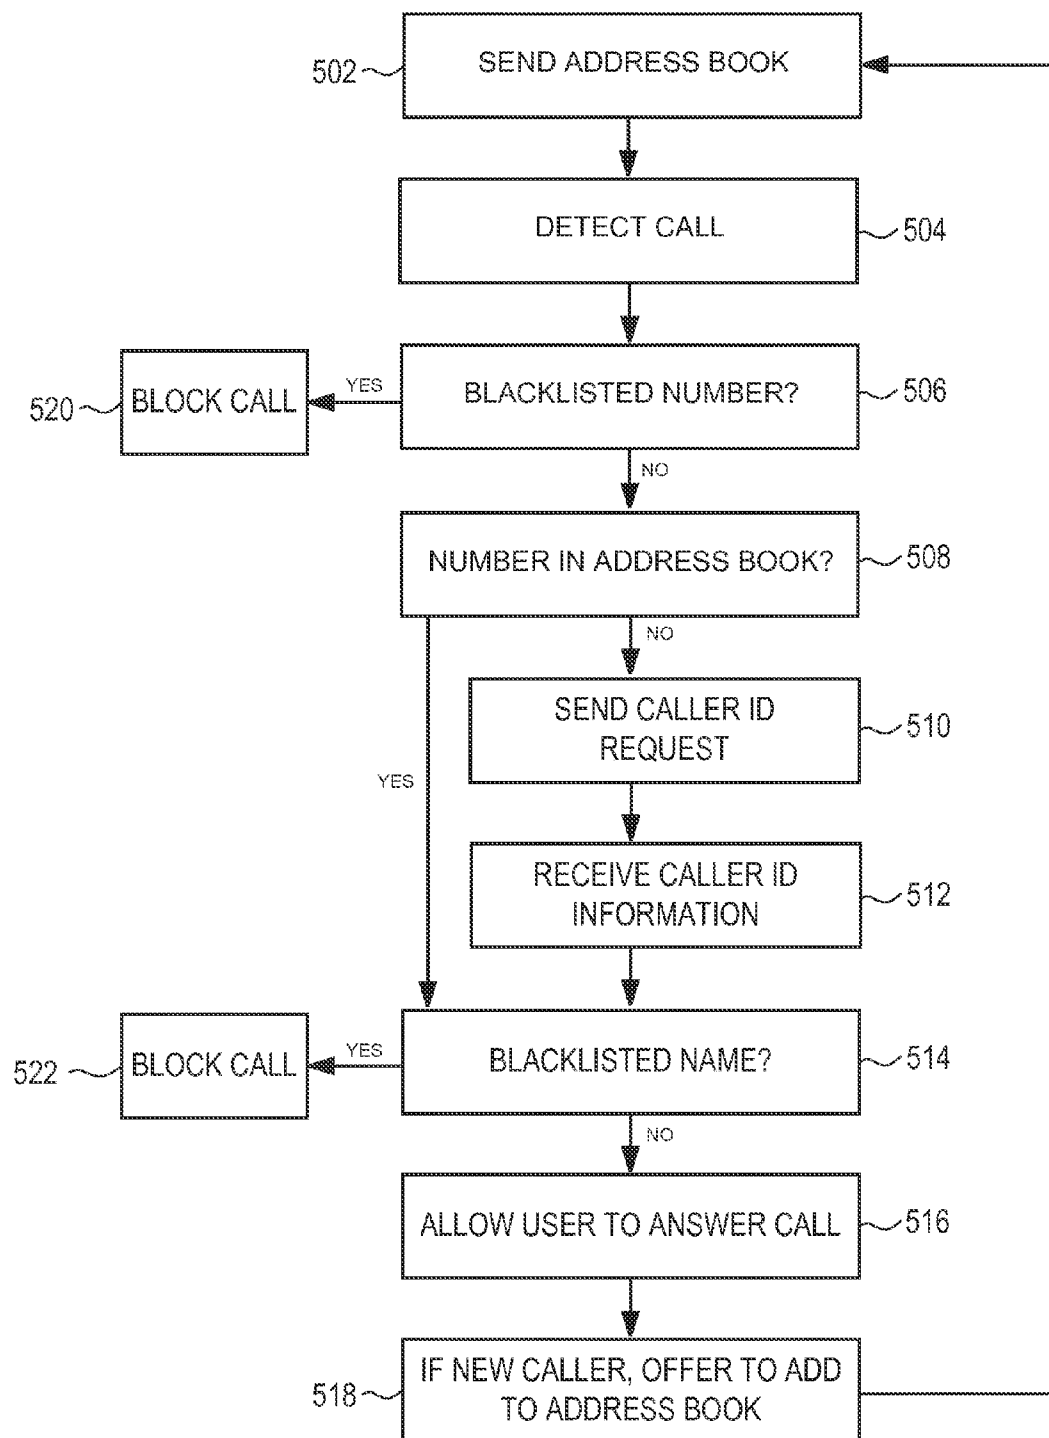 502
SEND ADDRESS BOOK
DETECT CALL
504
520
BLOCK CALL
YES
BLACKLISTED NUMBER?
506
NO
NUMBER IN ADDRESS BOOK?
508
NO
SEND CALLER ID
REQUEST
510
YES
RECEIVE CALLER ID
INFORMATION
512
522
BLOCK CALL
YES
BLACKLISTED NAME?
514
NO
ALLOW USER TO ANSWER CALL
516
518
IF NEW CALLER, OFFER TO ADD
TO ADDRESS BOOK